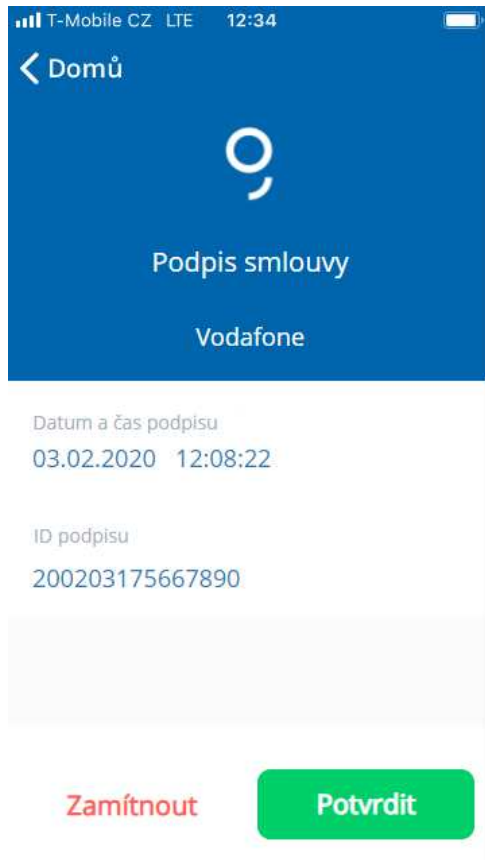 T-Mobile CZ LTE 12:34
Domů
Podpis smlouvy
Vodafone
Datum a čas podpisu
03.02.2020 12:08:22
ID podpisu
200203175667890
Zamítnout Potvrdit